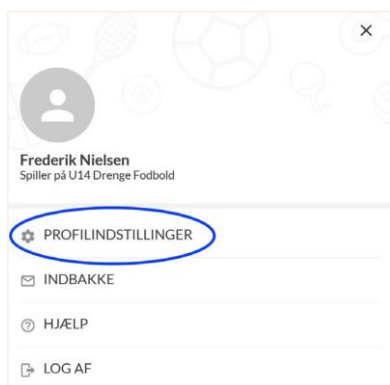 Frederik Nielsen
Spiller på U14 Drenge Fodbold
PROFILINDSTILLINGER
INDBAKKE
HJÆLP
LOG AF